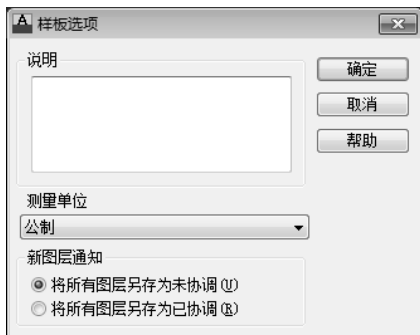 样板选项
说明
确定
取消
帮助
测量单位
公制
新图层通知
将所有图层另存为未协调(U)
将所有图层另存为已协调(R)